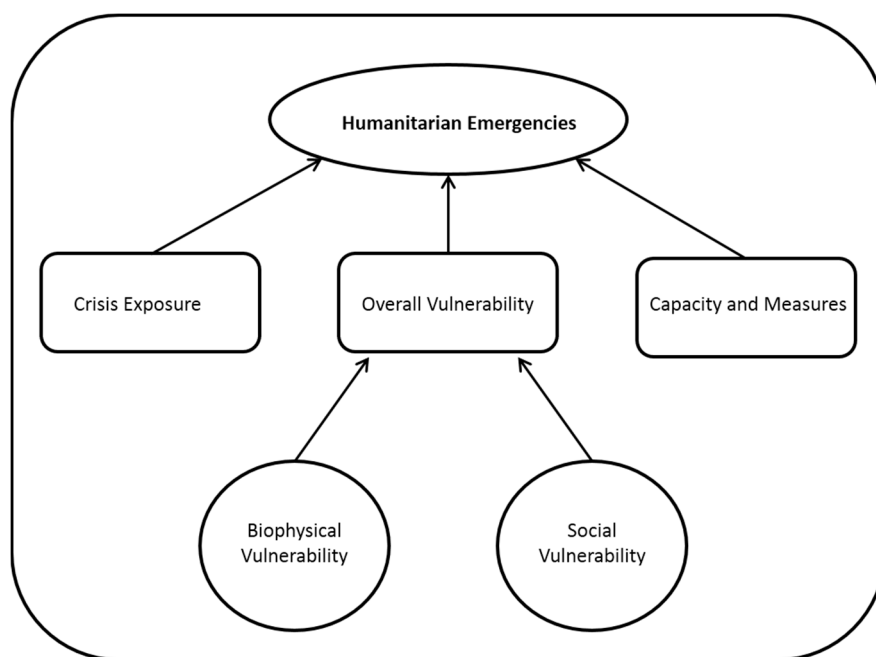 Humanitarian Emergencies
Crisis Exposure
Overall Vulnerability
Capacity and Measures
Biophysical
Vulnerability
Social
Vulnerability